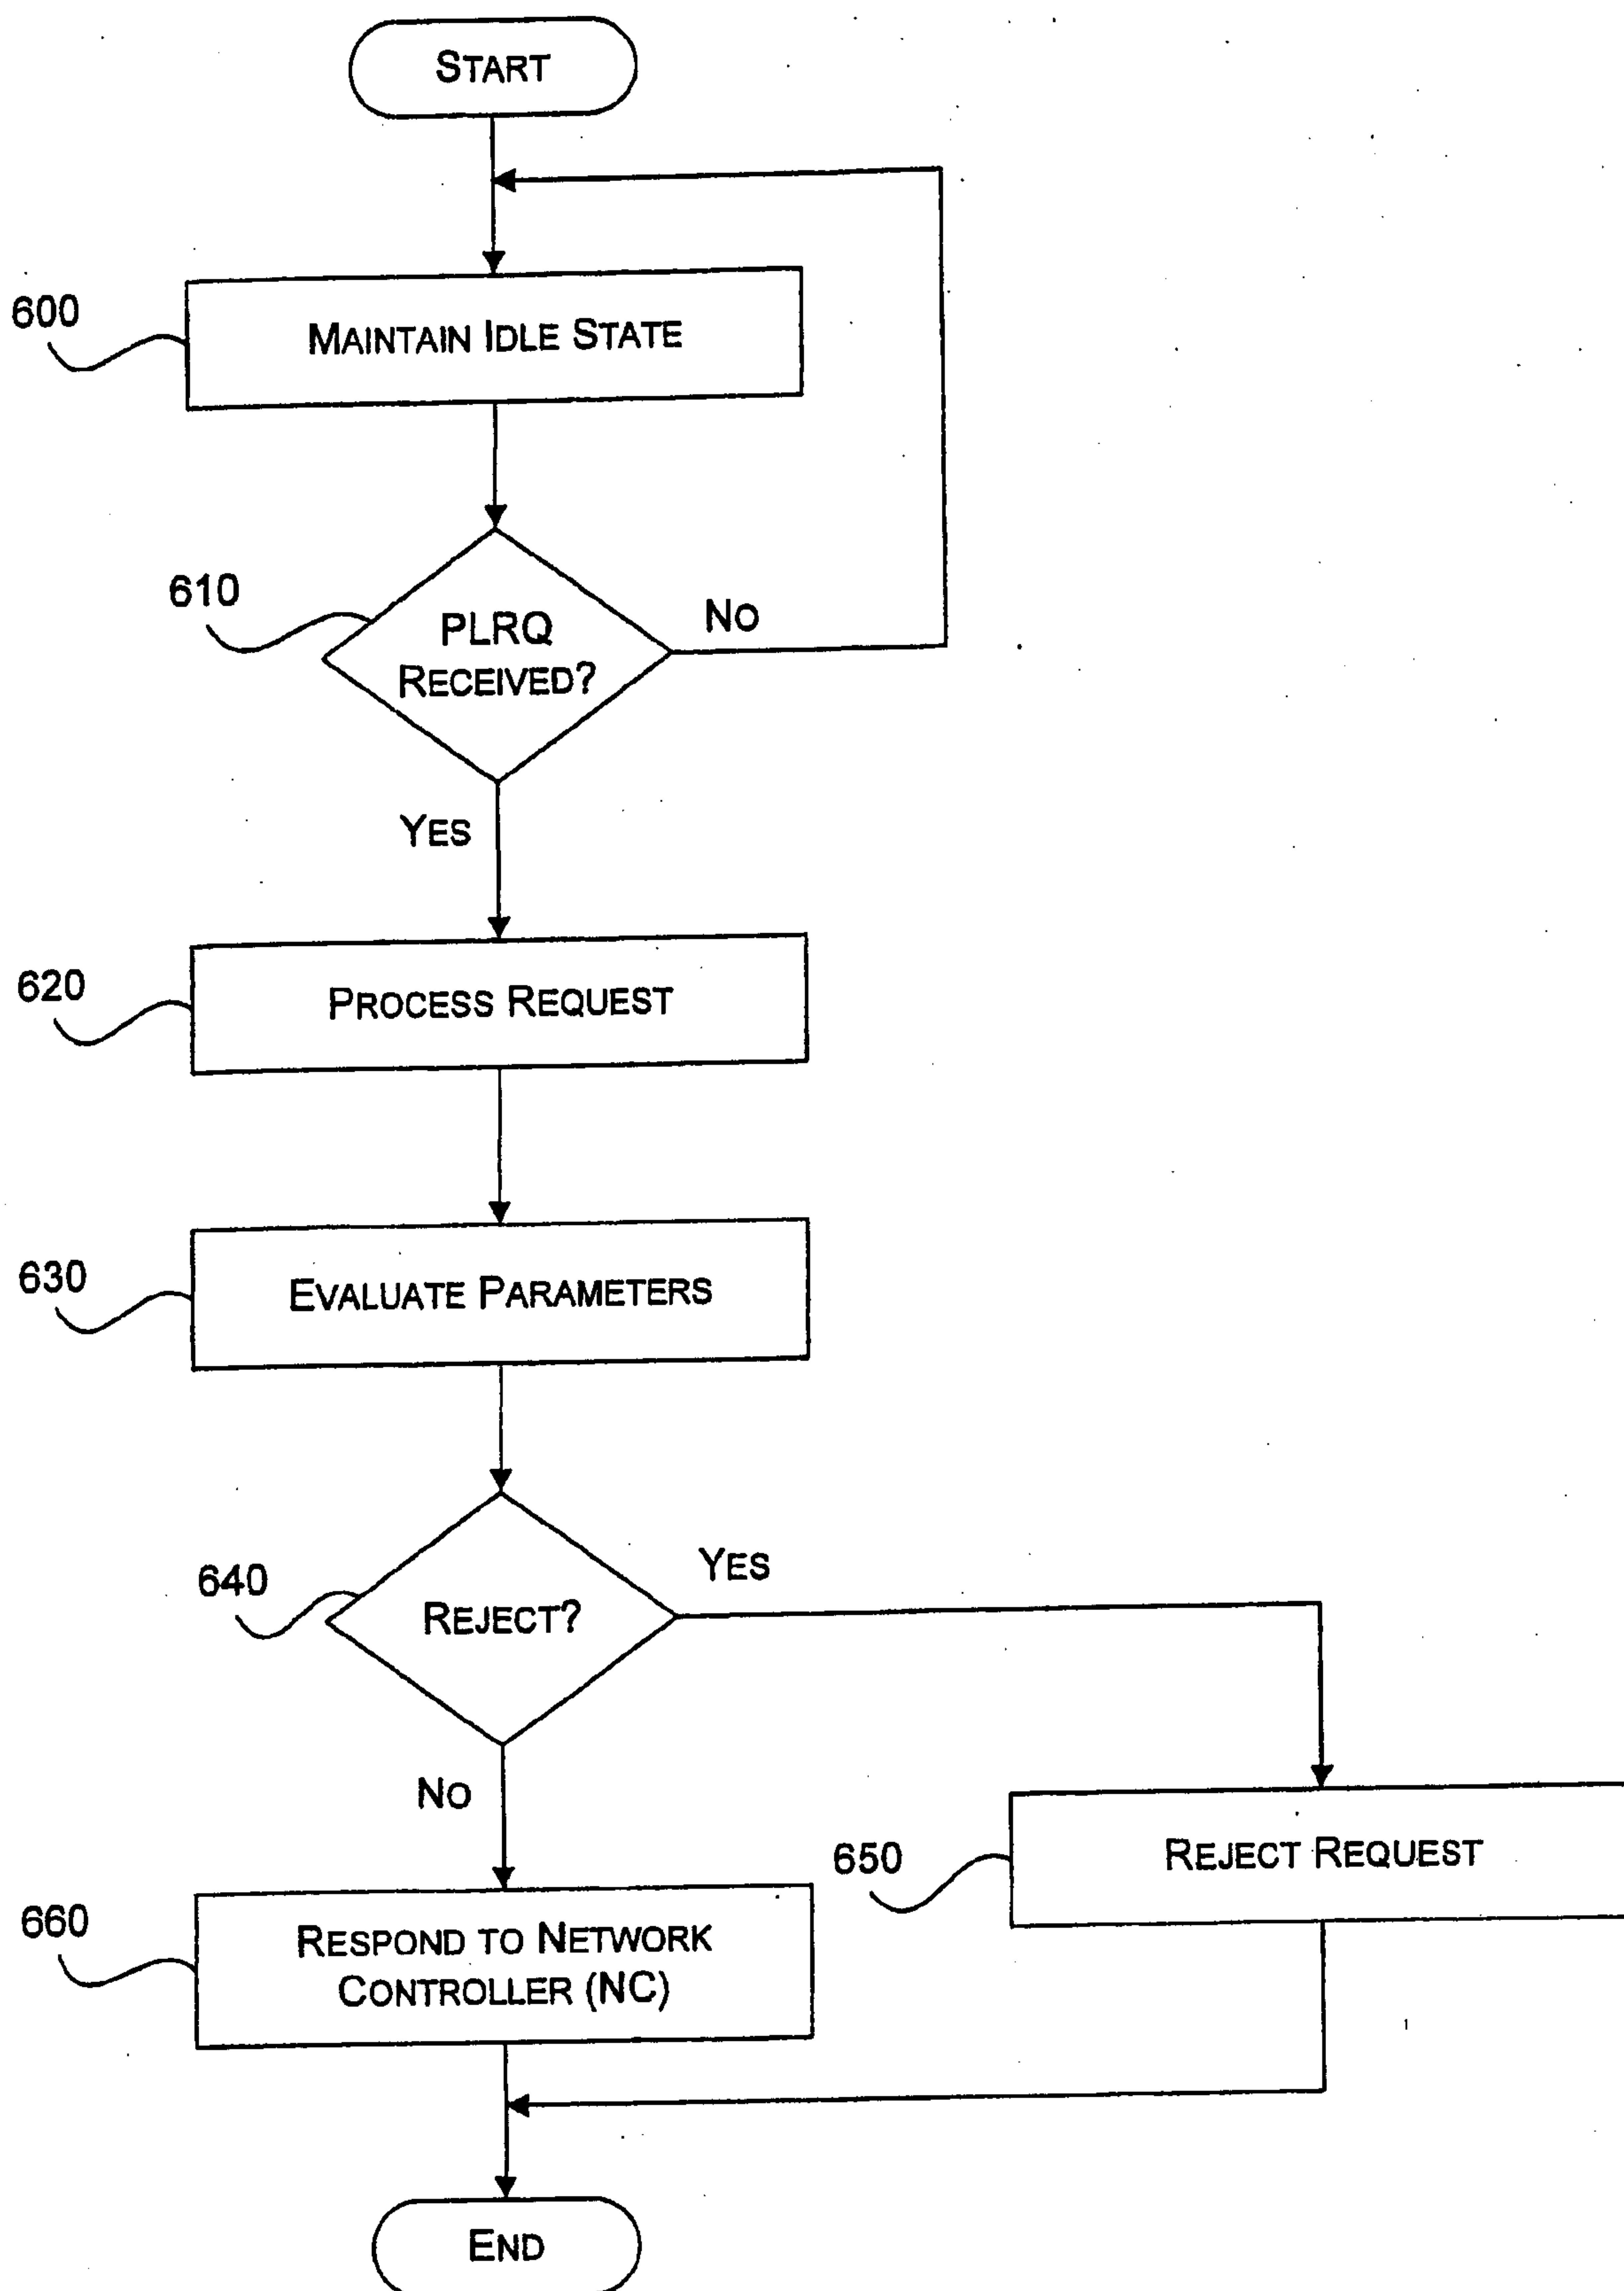 START
600
MAINTAIN IDLE STATE
610
PLRQ
RECEIVED?
NO
YES
620
PROCESS REQUEST
630
EVALUATE PARAMETERS
640
REJECT?
YES
NO
650
REJECT REQUEST
660
RESPOND TO NETWORK
CONTROLLER (NC)
END